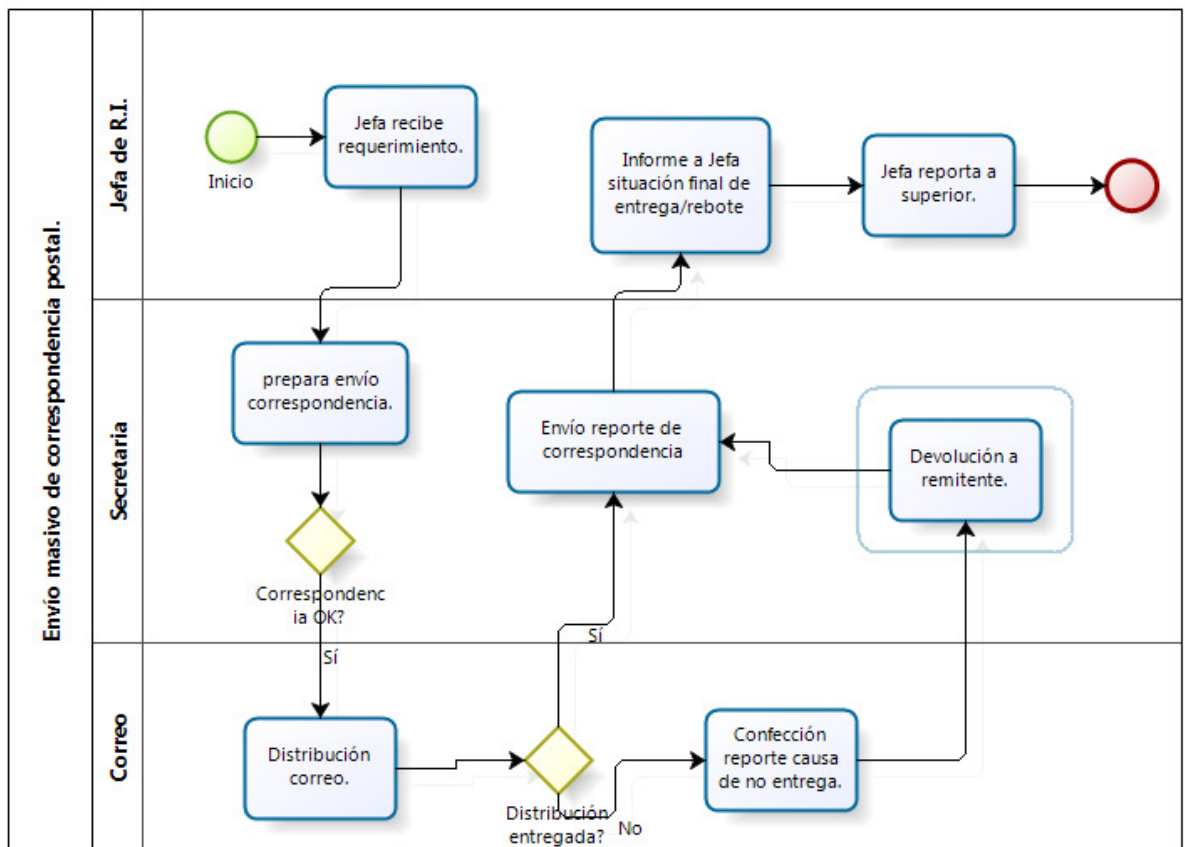 Envío masivo de correspondencia postal.
Jefa de R.I.
Inicio
Jefa recibe
requerimiento.
Informe a Jefa
situación final de
entrega/rebote
Jefa reporta a
superior.
Secretaria
prepara envío
correspondencia.
Correspondenc
ia OK?
Sí
Envío reporte de
correspondencia
Devolución a
remitente.
Correo
Distribución
correo.
Distribución
entregada?
Sí
No
Confección
reporte causa
de no entrega.